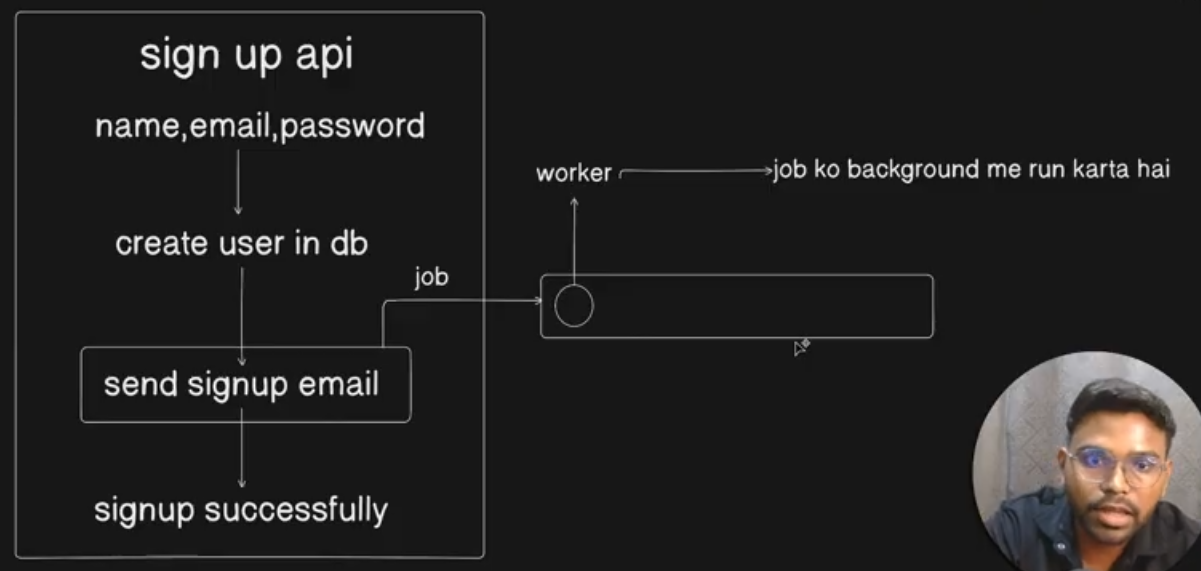 sign up api
name,email,password
create user in db
job
send signup email
signup successfully
worker
job ko background me run karta hai